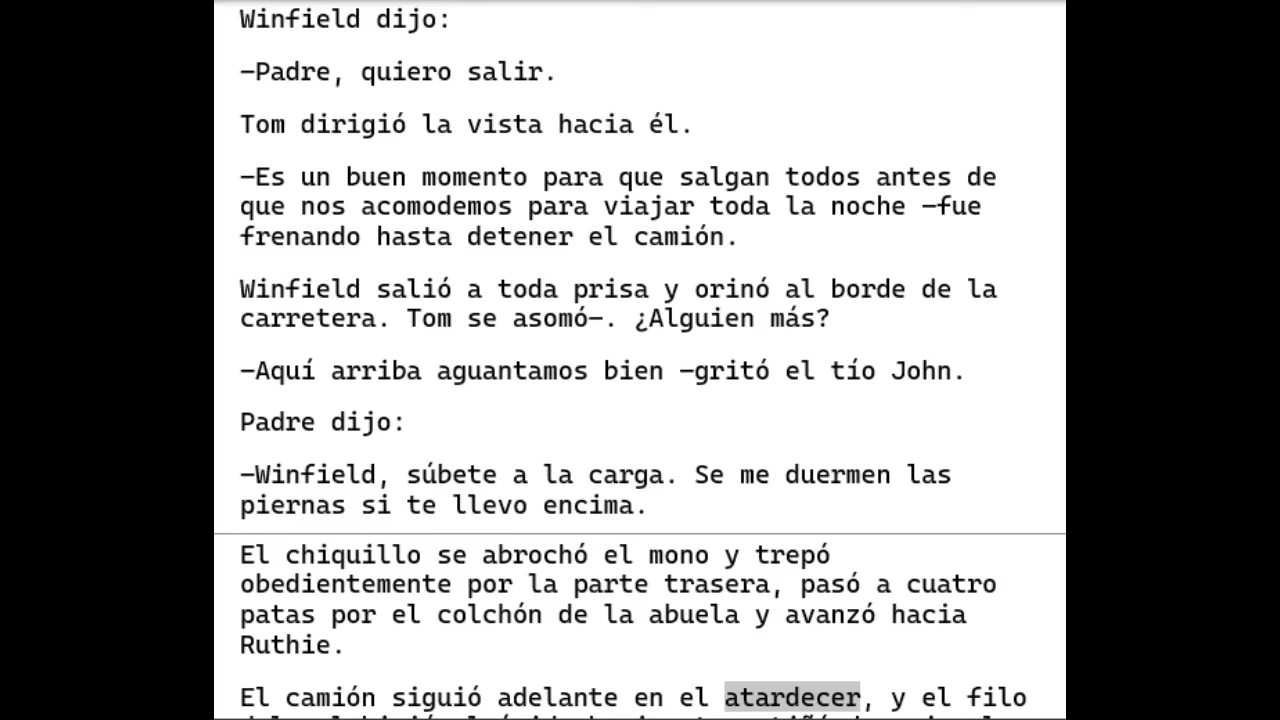 Winfield dijo:
—Padre, quiero salir.
Tom dirigió la vista hacia él.
—Es un buen momento para que salgan todos antes de
que nos acomodemos para viajar toda la noche —fue
frenando hasta detener el camión.
Winfield salió a toda prisa y orinó al borde de la
carretera. Tom se asomó—. ¿Alguien más?
—Aquí arriba aguantamos bien —gritó el tío John.
Padre dijo:
—Winfield, súbete a la carga. Se me duermen las
piernas si te llevo encima.
El chiquillo se abrochó el mono y trepó
obedientemente por la parte trasera, pasó a cuatro
patas por el colchón de la abuela y avanzó hacia
Ruthie.
El camión siguió adelante en el atardecer, y el filo